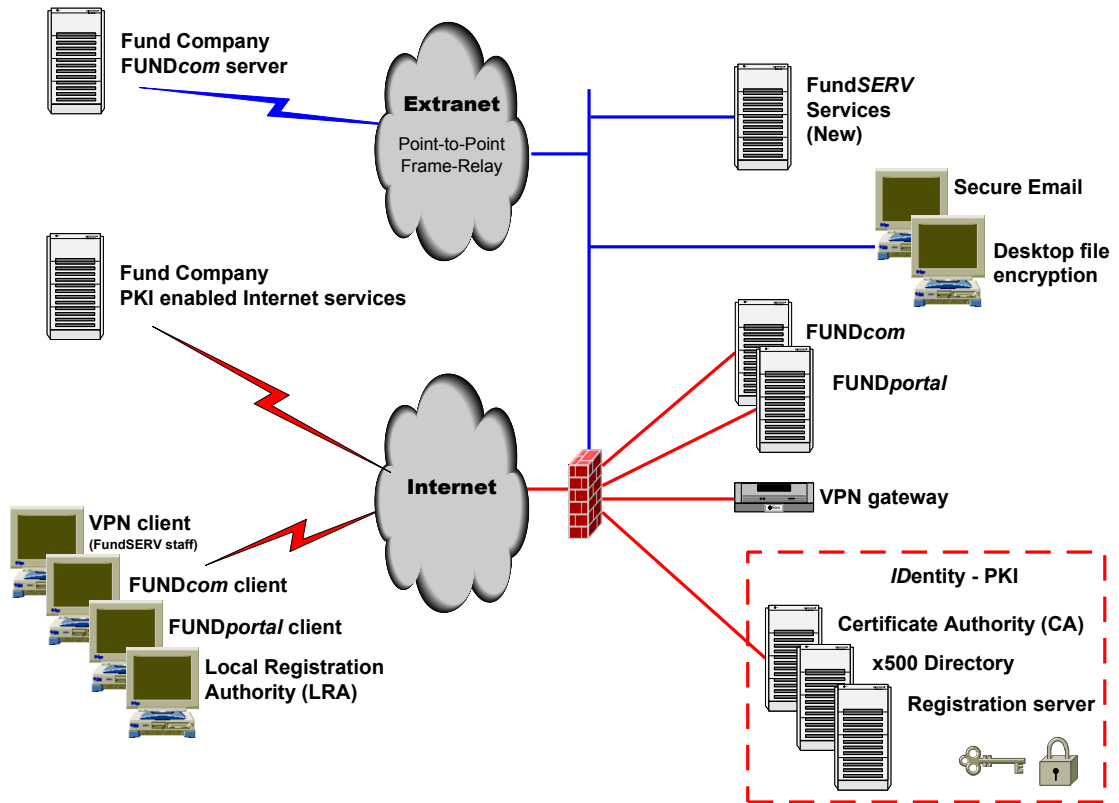 Fund Company
FUNDcom server
Extranet
Point-to-Point
Frame-Relay
FundSERV
Services
(New)
Secure Email
Desktop file
encryption
Fund Company
PKI enabled Internet services
FUNDcom
FUNDportal
Internet
VPN gateway
VPN client
(FundSERV staff)
FUNDcom client
FUNDportal client
Local Registration
Authority (LRA)
IDentity - PKI
Certificate Authority (CA)
x500 Directory
Registration server